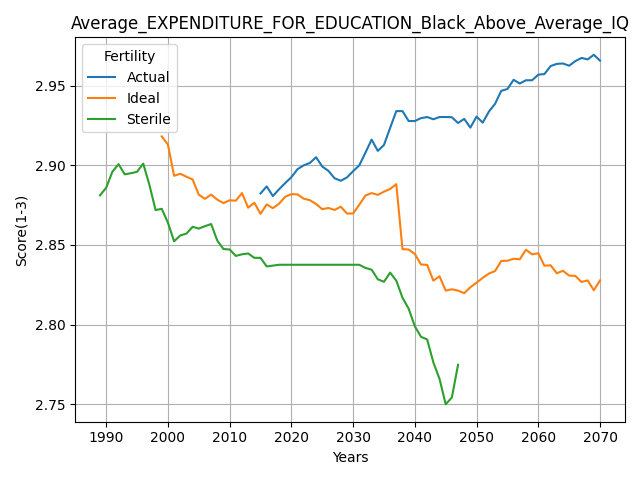 Average_EXPENDITURE_FOR_EDUCATION_Black_Above_Average_IQ
Fertility
Actual
Ideal
Sterile
Score(1-3)
2.95
2.90
2.85
2.80
2.75
1990 2000 2010 2020 2030 2040 2050 2060 2070
Years